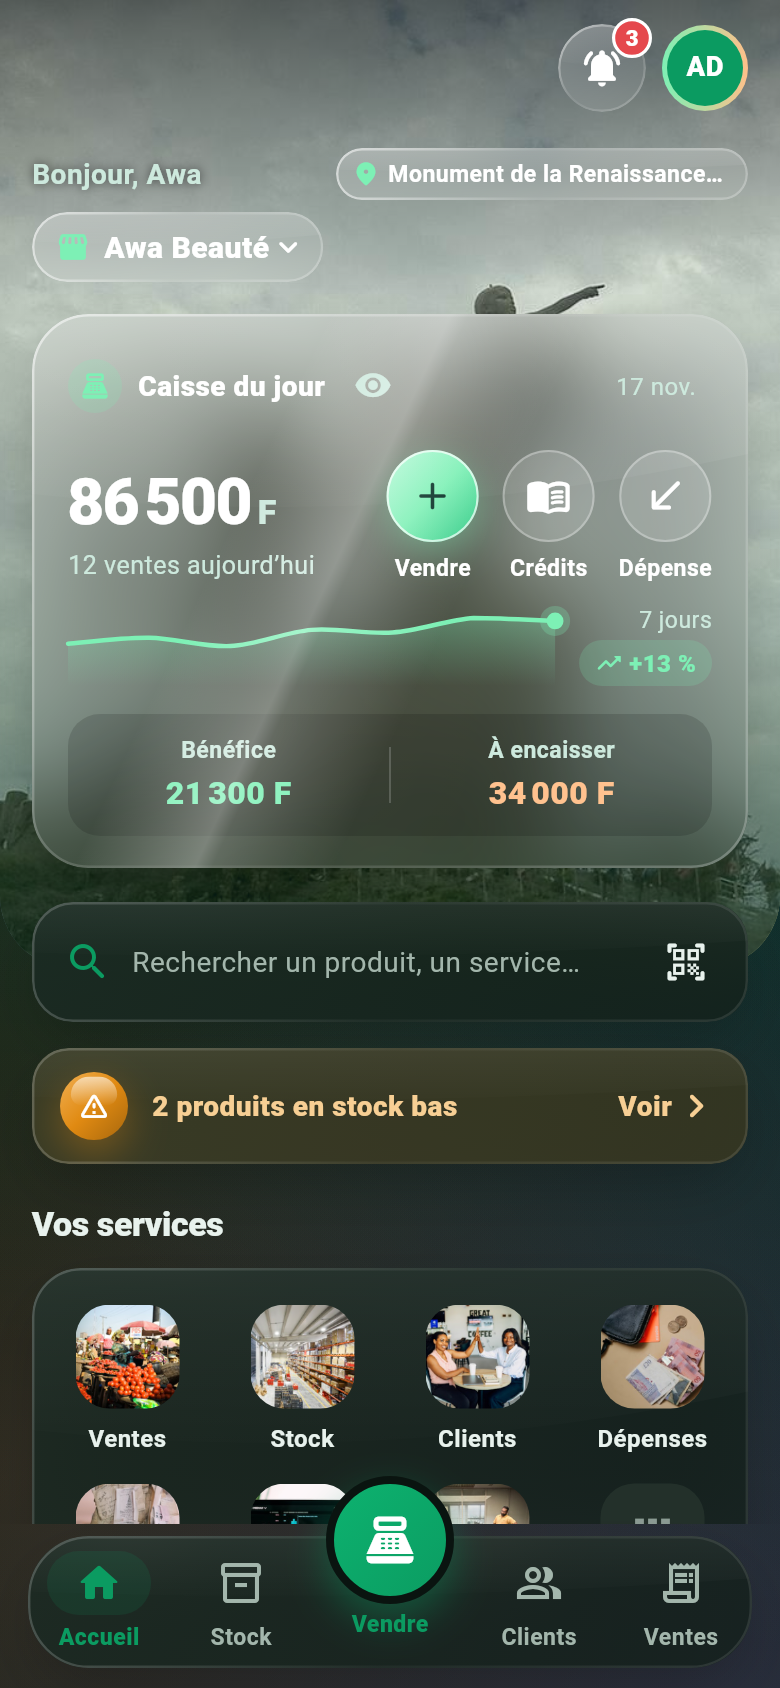 3
AD
Bonjour, Awa
Monument de la Renaissance...
Awa Beauté
Caisse du jour
17 nov.
86 500 F
12 ventes aujourd’hui
Vendre
Crédits
Dépense
7 jours
+13 %
Bénéfice
À encaisser
21 300 F
34 000 F
Rechercher un produit, un service...
2 produits en stock bas
Voir
Vos services
GREAT
COFFEE
Ventes
Stock
Clients
Dépenses
Accueil
Stock
Vendre
Clients
Ventes